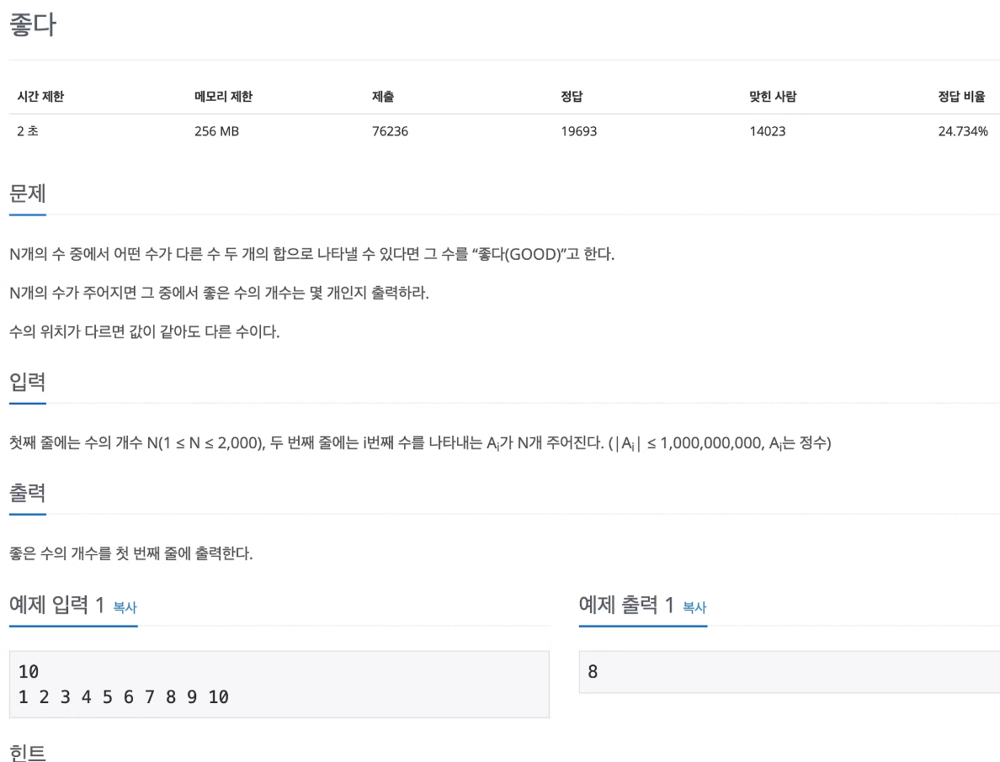 좋다
시간 제한 메모리 제한 제출 정답 맞힌 사람 정답 비율
2 초 256 MB 76236 19693 14023 24.734%
문제
N개의 수 중에서 어떤 수가 다른 수 두 개의 합으로 나타낼 수 있다면 그 수를 “좋다(GOOD)”고 한다.
N개의 수가 주어지면 그 중에서 좋은 수의 개수는 몇 개인지 출력하라.
수의 위치가 다르면 값이 같아도 다른 수이다.
입력
첫째 줄에는 수의 개수 N(1 ≤ N ≤ 2,000), 두 번째 줄에는 i번째 수를 나타내는 Aᵢ가 N개 주어진다. (|Aᵢ| ≤ 1,000,000,000, Aᵢ는 정수)
출력
좋은 수의 개수를 첫 번째 줄에 출력한다.
예제 입력 1 복사
10
1 2 3 4 5 6 7 8 9 10
예제 출력 1 복사
8
힌트